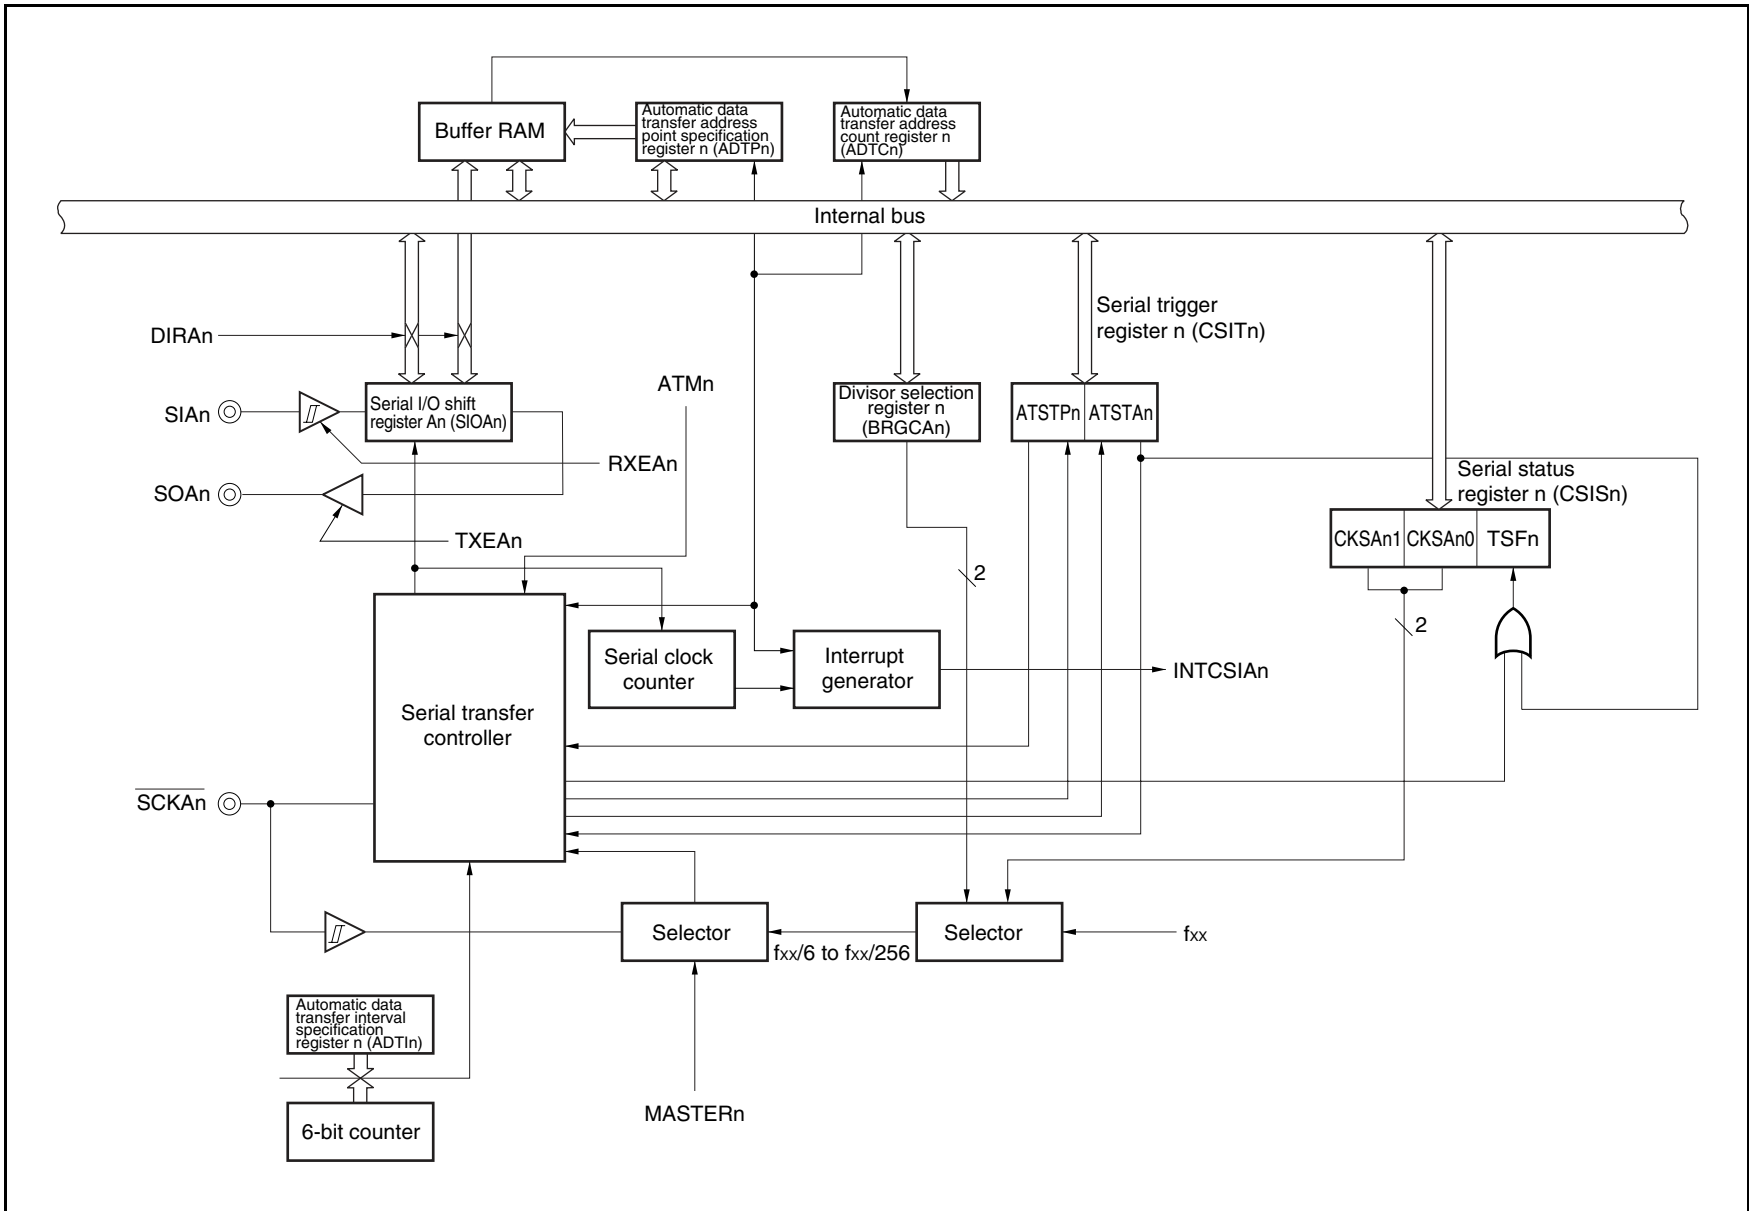 Buffer RAM
Automatic data
transfer address
point specification
register n (ADTPn)
Automatic data
transfer address
count register n
(ADTCn)
Internal bus
DIRAn
Serial trigger
register n (CSITn)
SIAn
Serial I/O shift
register An (SIOAn)
ATMn
Divisor selection
register n
(BRGCAn)
ATSTPn
ATSTAn
RXEAn
SOAn
Serial status
register n (CSISn)
TXEAn
CKSAn1
CKSAn0
TSFn
2
2
Serial clock
counter
Interrupt
generator
INTCSIAn
Serial transfer
controller
SCKAn
Selector
fxx/6 to fxx/256
Selector
fxx
Automatic data
transfer interval
specification
register n (ADTIn)
6-bit counter
MASTERn